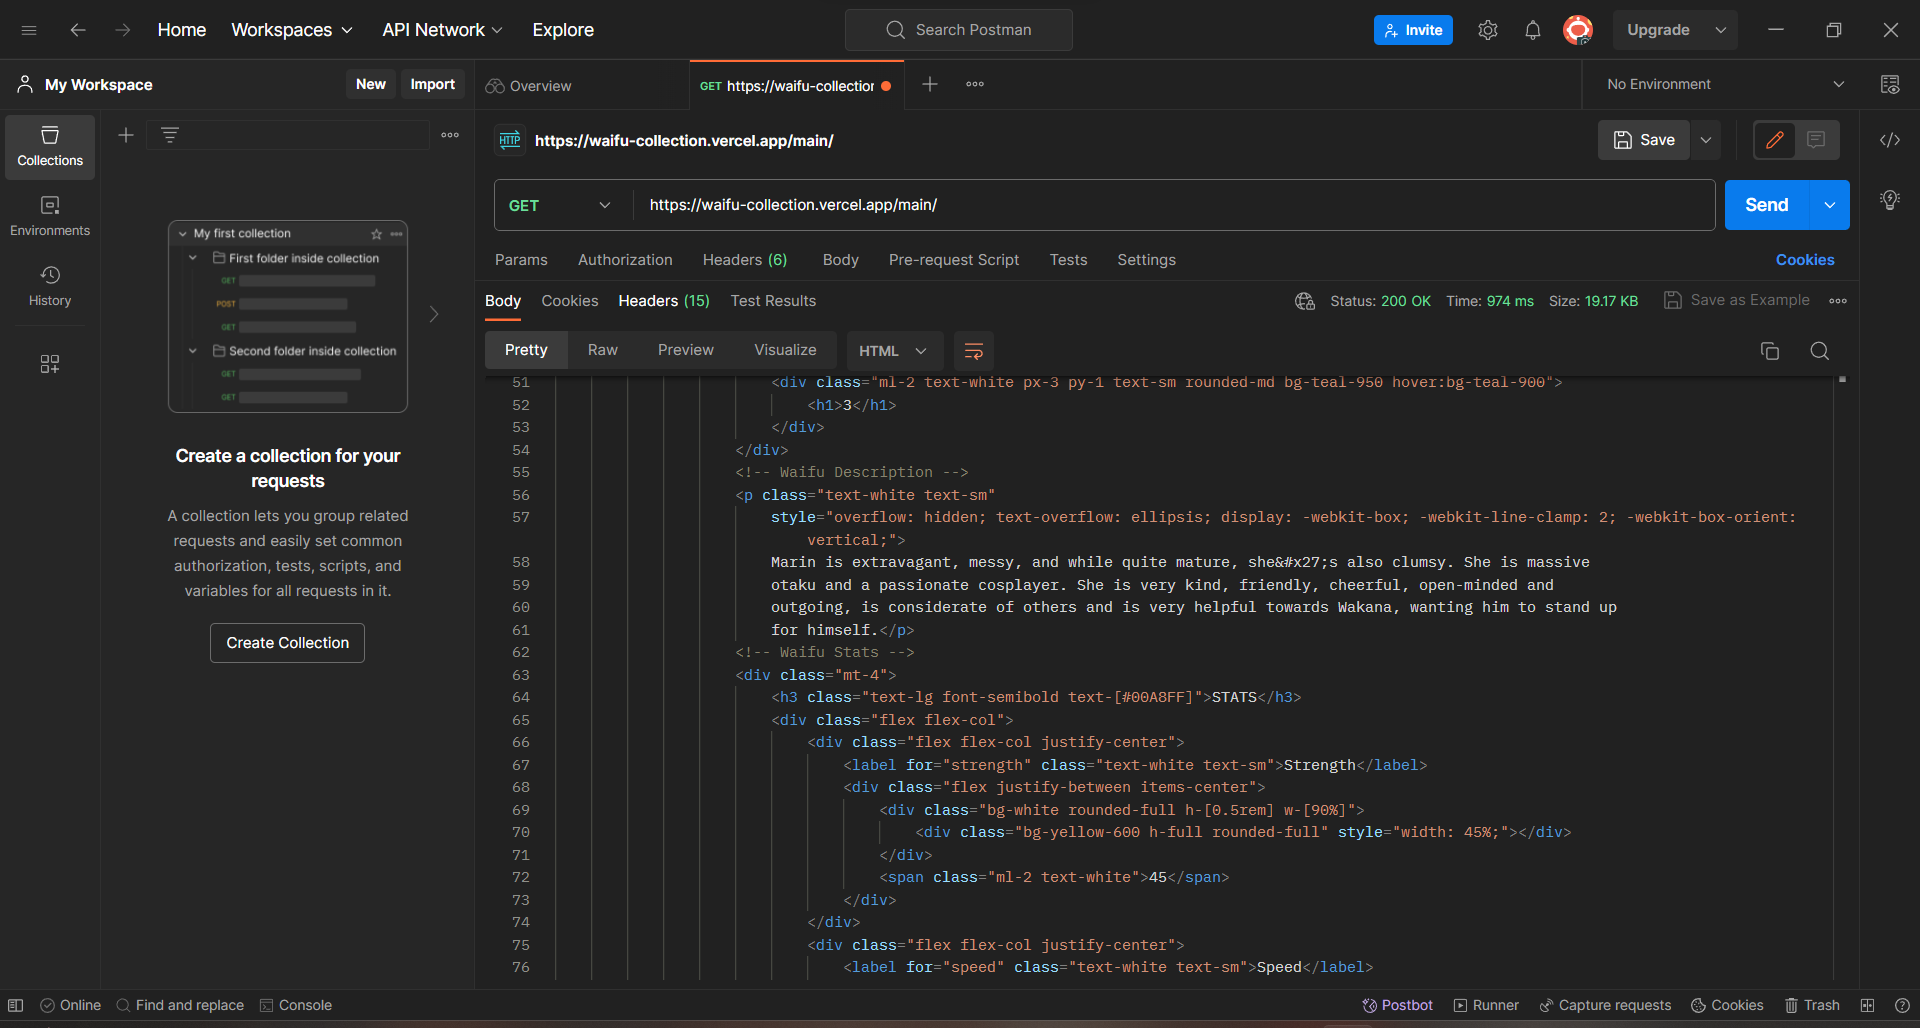 Home
Workspaces
API Network
Explore
Search Postman
Invite
Upgrade
My Workspace
New
Import
Overview
GET https://waifu-collection
No Environment
Collections
Environments
History
My first collection
First folder inside collection
GET
POST
GET
Second folder inside collection
GET
GET
Create a collection for your
requests
A collection lets you group related
requests and easily set common
authorization, tests, scripts, and
variables for all requests in it.
Create Collection
HTTP https://waifu-collection.vercel.app/main/
Save
GET
https://waifu-collection.vercel.app/main/
Send
Params
Authorization
Headers (6)
Body
Pre-request Script
Tests
Settings
Cookies
Body
Cookies
Headers (15)
Test Results
Status: 200 OK
Time: 974 ms
Size: 19.17 KB
Save as Example
Pretty
Raw
Preview
Visualize
HTML
51 <div class="ml-2 text-white px-3 py-1 text-sm rounded-md bg-teal-950 hover:bg-teal-900">
52 <h1>3</h1>
53 </div>
54 </div>
55 <!-- Waifu Description -->
56 <p class="text-white text-sm"
57 style="overflow: hidden; text-overflow: ellipsis; display: -webkit-box; -webkit-line-clamp: 2; -webkit-box-orient:
vertical;">
58 Marin is extravagant, messy, and while quite mature, she&#x27;s also clumsy. She is massive
59 otaku and a passionate cosplayer. She is very kind, friendly, cheerful, open-minded and
60 outgoing, is considerate of others and is very helpful towards Wakana, wanting him to stand up
61 for himself.</p>
62 <!-- Waifu Stats -->
63 <div class="mt-4">
64 <h3 class="text-lg font-semibold text-[#00A8FF]">STATS</h3>
65 <div class="flex flex-col">
66 <div class="flex flex-col justify-center">
67 <label for="strength" class="text-white text-sm">Strength</label>
68 <div class="flex justify-between items-center">
69 <div class="bg-white rounded-full h-[0.5rem] w-[90%]">
70 <div class="bg-yellow-600 h-full rounded-full" style="width: 45%;"></div>
71 </div>
72 <span class="ml-2 text-white">45</span>
73 </div>
74 </div>
75 <div class="flex flex-col justify-center">
76 <label for="speed" class="text-white text-sm">Speed</label>
Online
Find and replace
Console
Postbot
Runner
Capture requests
Cookies
Trash